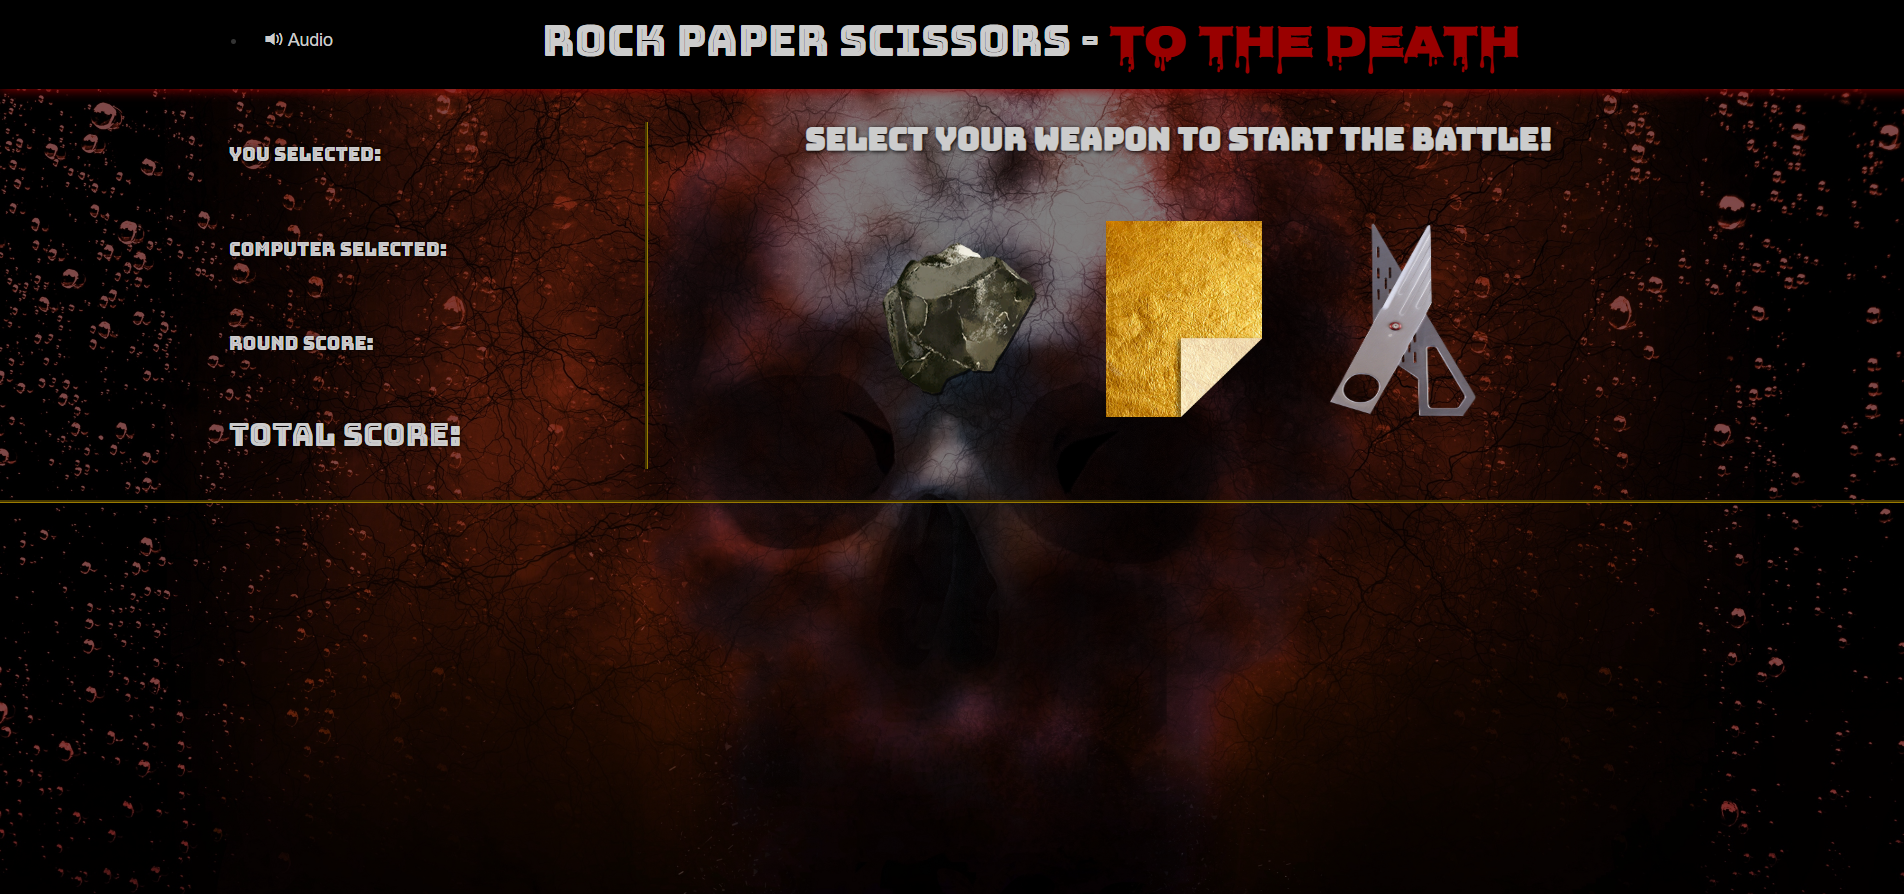 Audio
ROCK PAPER SCISSORS - TO THE DEATH
YOU SELECTED:
SELECT YOUR WEAPON TO START THE BATTLE!
COMPUTER SELECTED:
ROUND SCORE:
TOTAL SCORE: